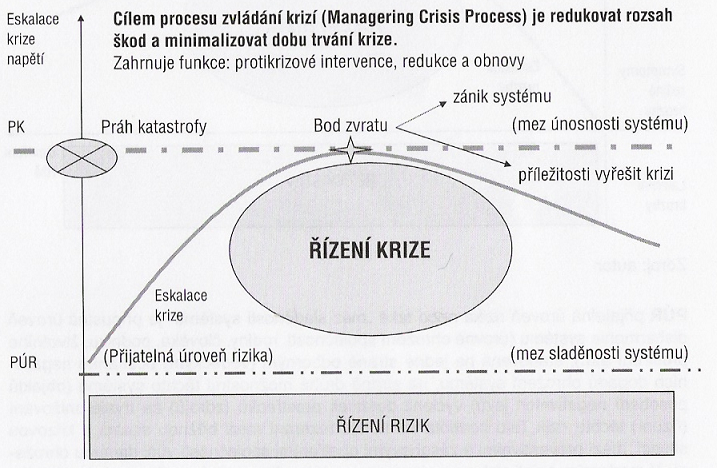 Eskalace
krize
napětí
Cílem procesu zvládání krizí (Managering Crisis Process) je redukovat rozsah
škod a minimalizovat dobu trvání krize.
Zahrnuje funkce: protikrizové intervence, redukce a obnovy
zánik systému
PK
Práh katastrofy
Bod zvratu
(mez únosnosti systému)
příležitosti vyřešit krizi
ŘÍZENÍ KRIZE
Eskalace
krize
PÚR
(Přijatelná úroveň rizika)
(mez sladěnosti systému)
ŘÍZENÍ RIZIK